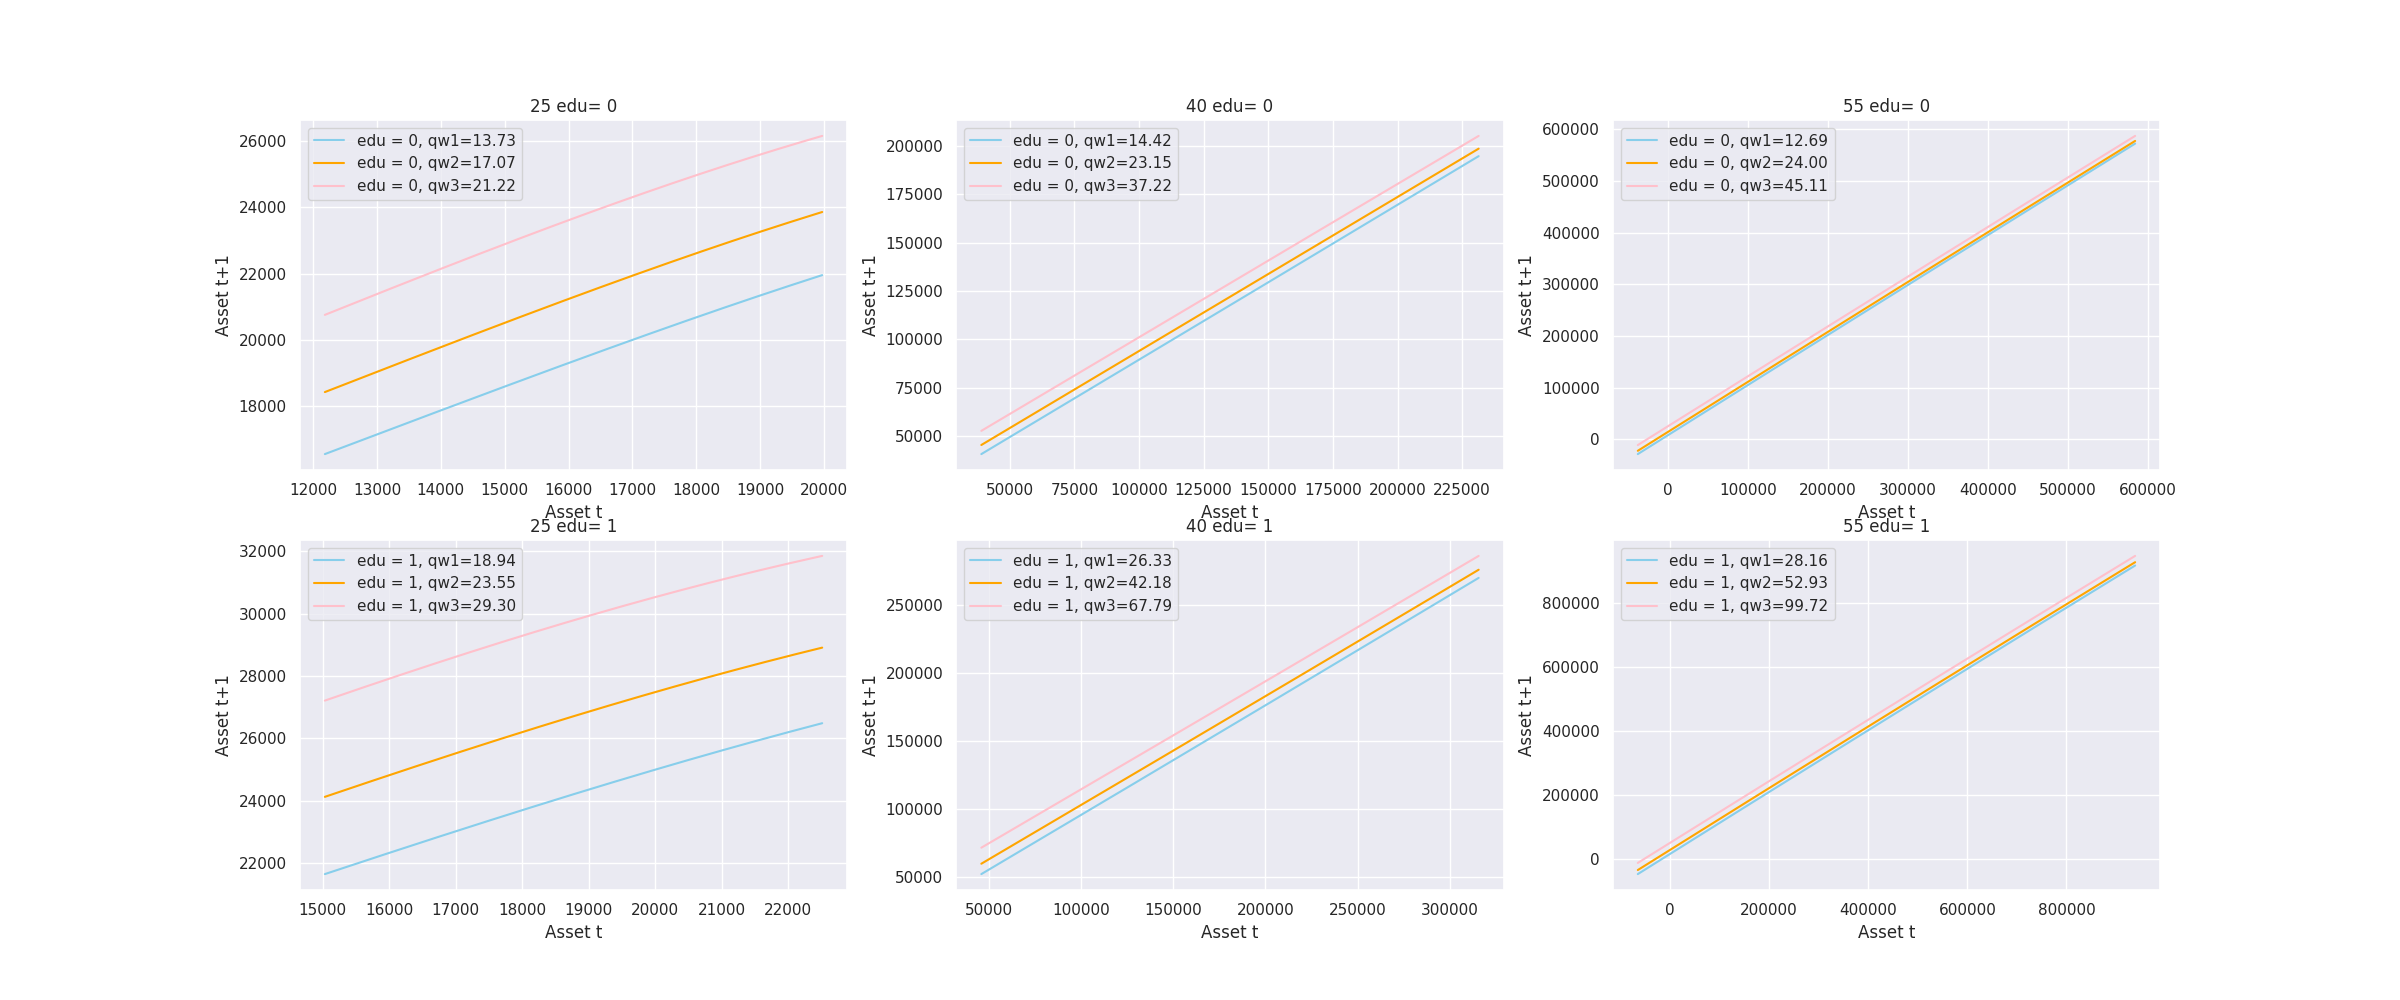 25 edu= 0
edu = 0, qw1=13.73
edu = 0, qw2=17.07
edu = 0, qw3=21.22
26000
24000
22000
20000
18000
Asset t+1
12000 13000 14000 15000 16000 17000 18000 19000 20000
Asset t
40 edu= 0
edu = 0, qw1=14.42
edu = 0, qw2=23.15
edu = 0, qw3=37.22
200000
175000
150000
125000
100000
75000
50000
Asset t+1
50000 75000 100000 125000 150000 175000 200000 225000
Asset t
55 edu= 0
edu = 0, qw1=12.69
edu = 0, qw2=24.00
edu = 0, qw3=45.11
600000
500000
400000
300000
200000
100000
0
Asset t+1
0 100000 200000 300000 400000 500000 600000
Asset t
25 edu= 1
edu = 1, qw1=18.94
edu = 1, qw2=23.55
edu = 1, qw3=29.30
32000
30000
28000
26000
24000
22000
Asset t+1
15000 16000 17000 18000 19000 20000 21000 22000
Asset t
40 edu= 1
edu = 1, qw1=26.33
edu = 1, qw2=42.18
edu = 1, qw3=67.79
250000
200000
150000
100000
50000
Asset t+1
50000 100000 150000 200000 250000 300000
Asset t
55 edu= 1
edu = 1, qw1=28.16
edu = 1, qw2=52.93
edu = 1, qw3=99.72
800000
600000
400000
200000
0
Asset t+1
0 200000 400000 600000 800000
Asset t